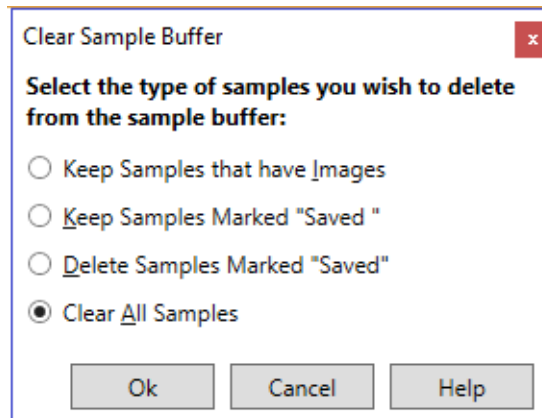 Clear Sample Buffer
x
Select the type of samples you wish to delete
from the sample buffer:
Keep Samples that have Images
Keep Samples Marked "Saved "
Delete Samples Marked "Saved"
Clear All Samples
Ok Cancel Help